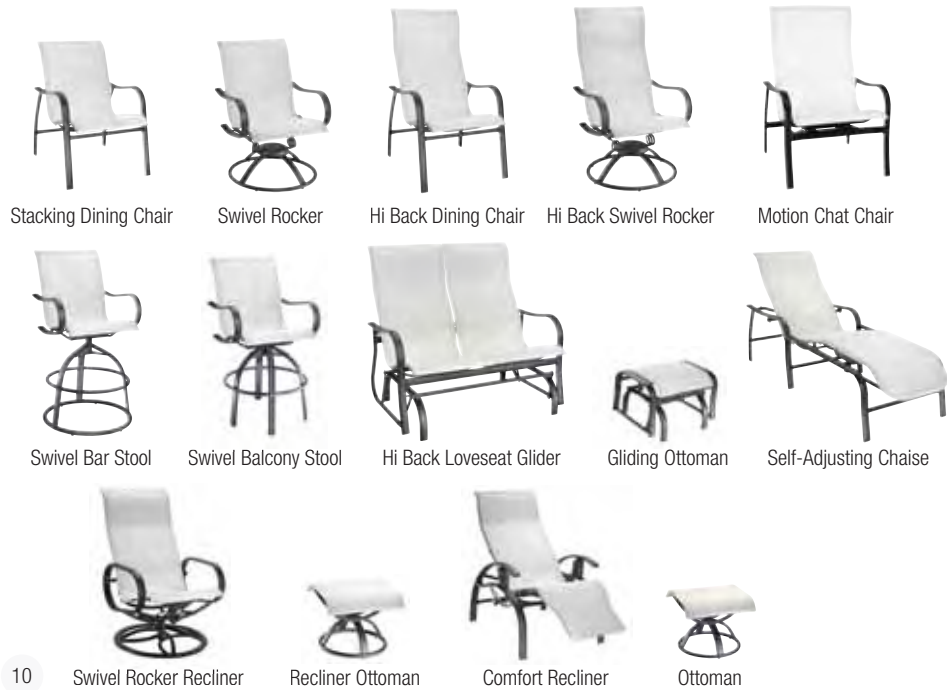 Stacking Dining Chair
Swivel Rocker
Hi Back Dining Chair
Hi Back Swivel Rocker
Motion Chat Chair
Swivel Bar Stool
Swivel Balcony Stool
Hi Back Loveseat Glider
Gliding Ottoman
Self-Adjusting Chaise
10
Swivel Rocker Recliner
Recliner Ottoman
Comfort Recliner
Ottoman